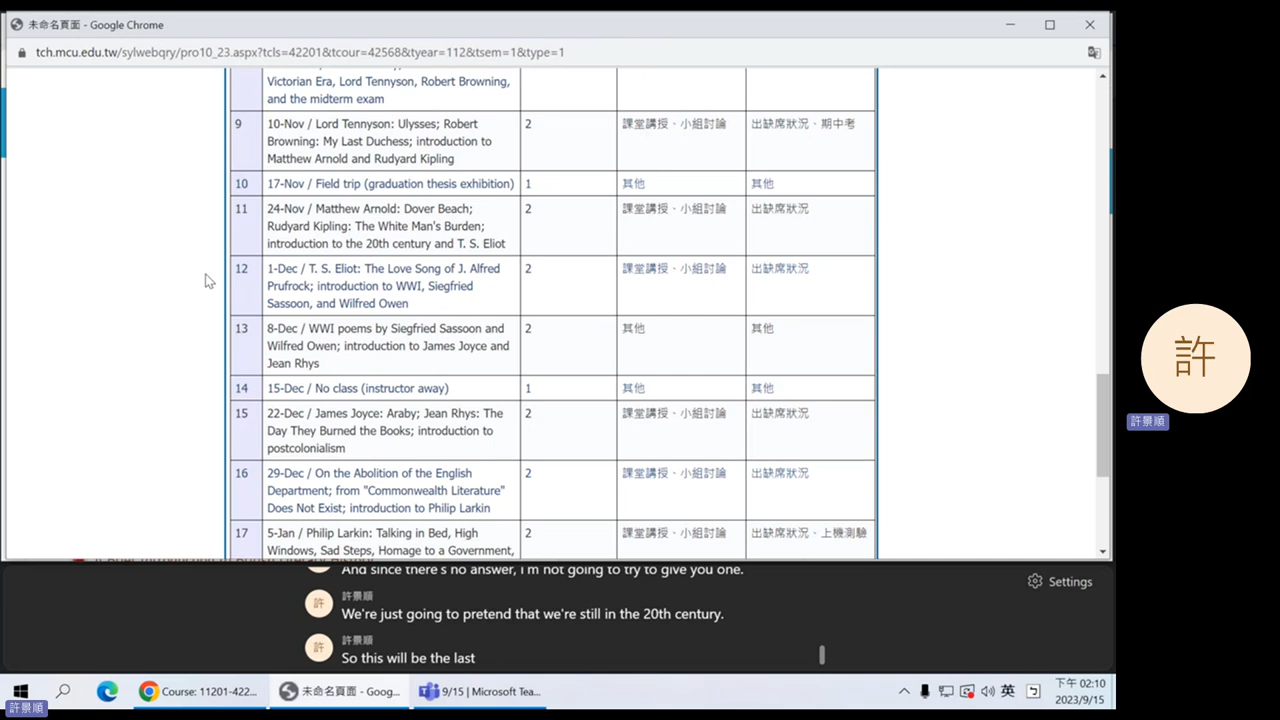 未命名頁面 - Google Chrome
tch.mcu.edu.tw/sylwebqry/pro10_23.aspx?tcls=42201&tcour=42568&tyear=112&tsem=1&type=1
Victorian Era, Lord Tennyson, Robert Browning,
and the midterm exam
9 10-Nov / Lord Tennyson: Ulysses; Robert 2 課堂講授、小組討論 出缺席狀況、期中考
Browning: My Last Duchess; introduction to
Matthew Arnold and Rudyard Kipling
10 17-Nov / Field trip (graduation thesis exhibition) 1 其他 其他
11 24-Nov / Matthew Arnold: Dover Beach; 2 課堂講授、小組討論 出缺席狀況
Rudyard Kipling: The White Man's Burden;
introduction to the 20th century and T. S. Eliot
12 1-Dec / T. S. Eliot: The Love Song of J. Alfred 2 課堂講授、小組討論 出缺席狀況
Prufrock; introduction to WWI, Siegfried
Sassoon, and Wilfred Owen
13 8-Dec / WWI poems by Siegfried Sassoon and 2 其他 其他
Wilfred Owen; introduction to James Joyce and
Jean Rhys
14 15-Dec / No class (instructor away) 1 其他 其他
15 22-Dec / James Joyce: Araby; Jean Rhys: The 2 課堂講授、小組討論 出缺席狀況
Day They Burned the Books; introduction to
postcolonialism
16 29-Dec / On the Abolition of the English 2 課堂講授、小組討論 出缺席狀況
Department; from "Commonwealth Literature"
Does Not Exist; introduction to Philip Larkin
17 5-Jan / Philip Larkin: Talking in Bed, High 2 課堂講授、小組討論 出缺席狀況、上機測驗
Windows, Sad Steps, Homage to a Government,
許
許景順
And since there's no answer, i'm not going to try to give you one.
Settings
許 許景順
We're just going to pretend that we're still in the 20th century.
許 許景順
So this will be the last
Course: 11201-422... 未命名頁面 - Goog... 9/15 | Microsoft Tea... 英 ㄅ 下午 02:10
2023/9/15
許景順